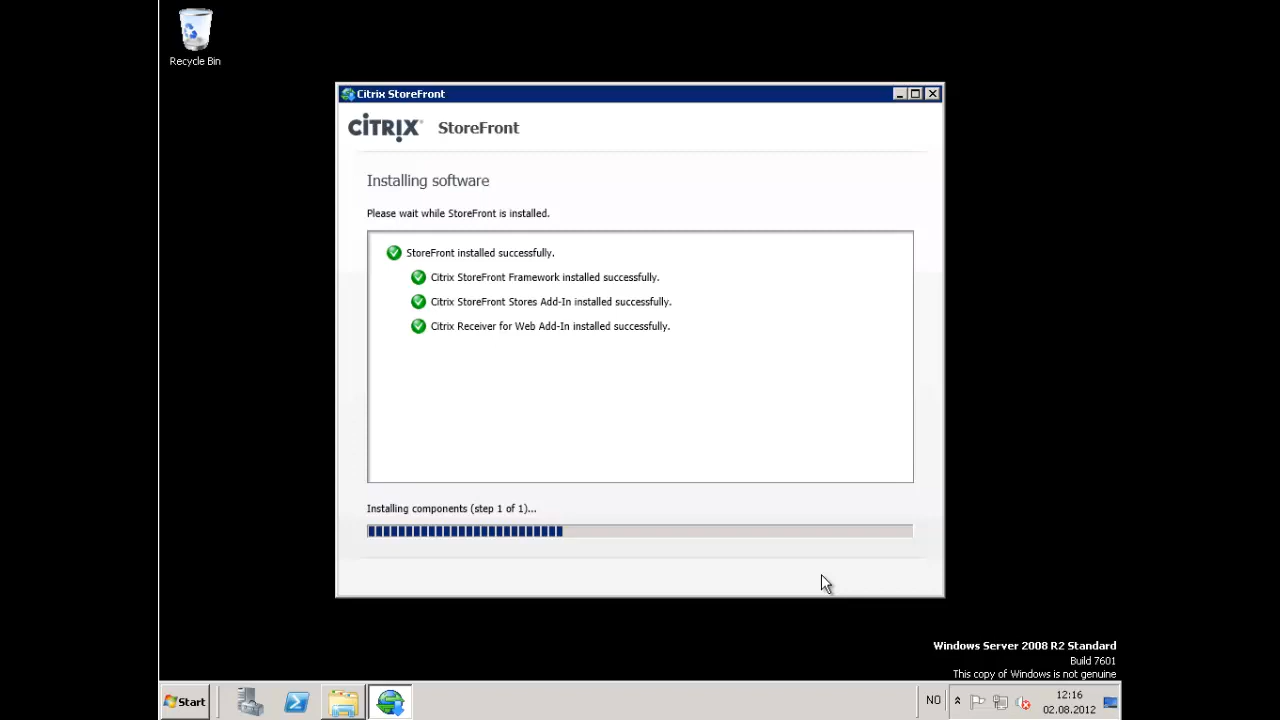 Recycle Bin
Citrix StoreFront
CİTRIX StoreFront
Installing software
Please wait while StoreFront is installed.
StoreFront installed successfully.
Citrix StoreFront Framework installed successfully.
Citrix StoreFront Stores Add-In installed successfully.
Citrix Receiver for Web Add-In installed successfully.
Installing components (step 1 of 1)...
Windows Server 2008 R2 Standard
Build 7601
This copy of Windows is not genuine
Start
NO
12:16
02.08.2012